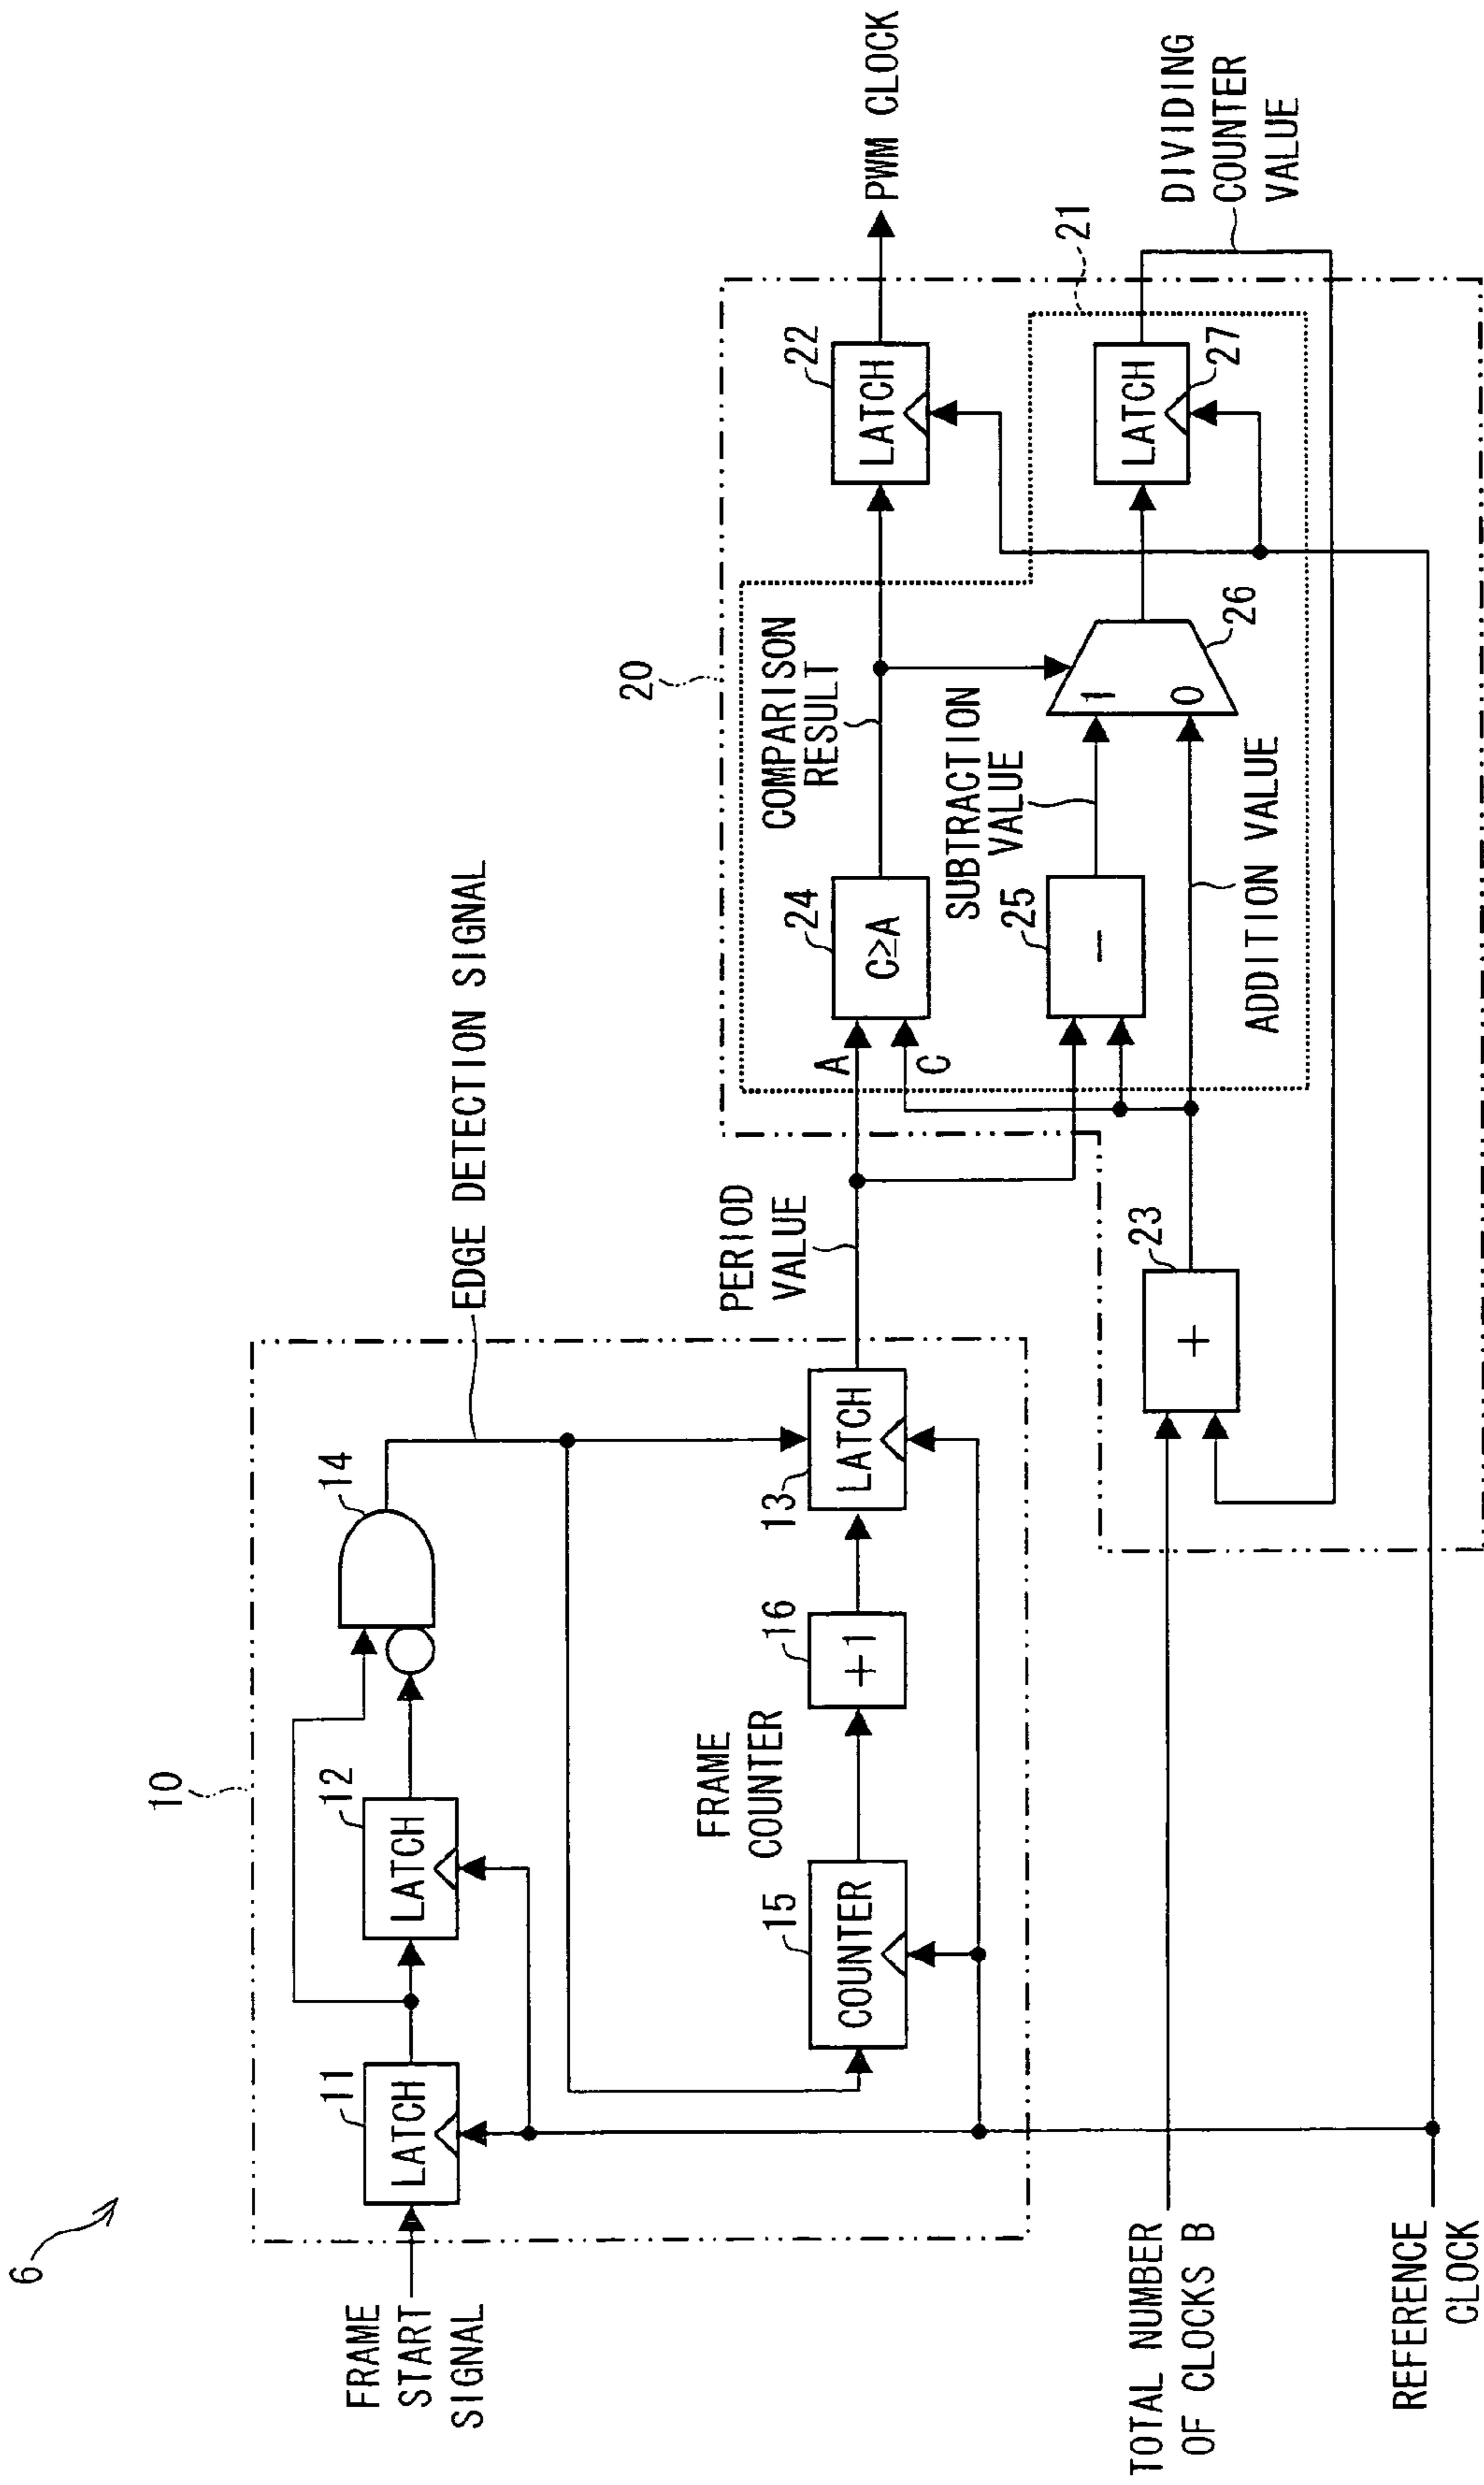 6
10
FRAME
START
SIGNAL
11
LATCH
12
LATCH
14
EDGE DETECTION SIGNAL
FRAME
COUNTER
15
COUNTER
16
+1
13
LATCH
PERIOD
VALUE
20
A
C
24
C≥A
COMPARISON
RESULT
22
LATCH
PWM CLOCK
21
25
-
SUBTRACTION
VALUE
1
0
26
LATCH
27
DIVIDING
COUNTER
VALUE
ADDITION VALUE
23
+
TOTAL NUMBER
OF CLOCKS B
REFERENCE
CLOCK